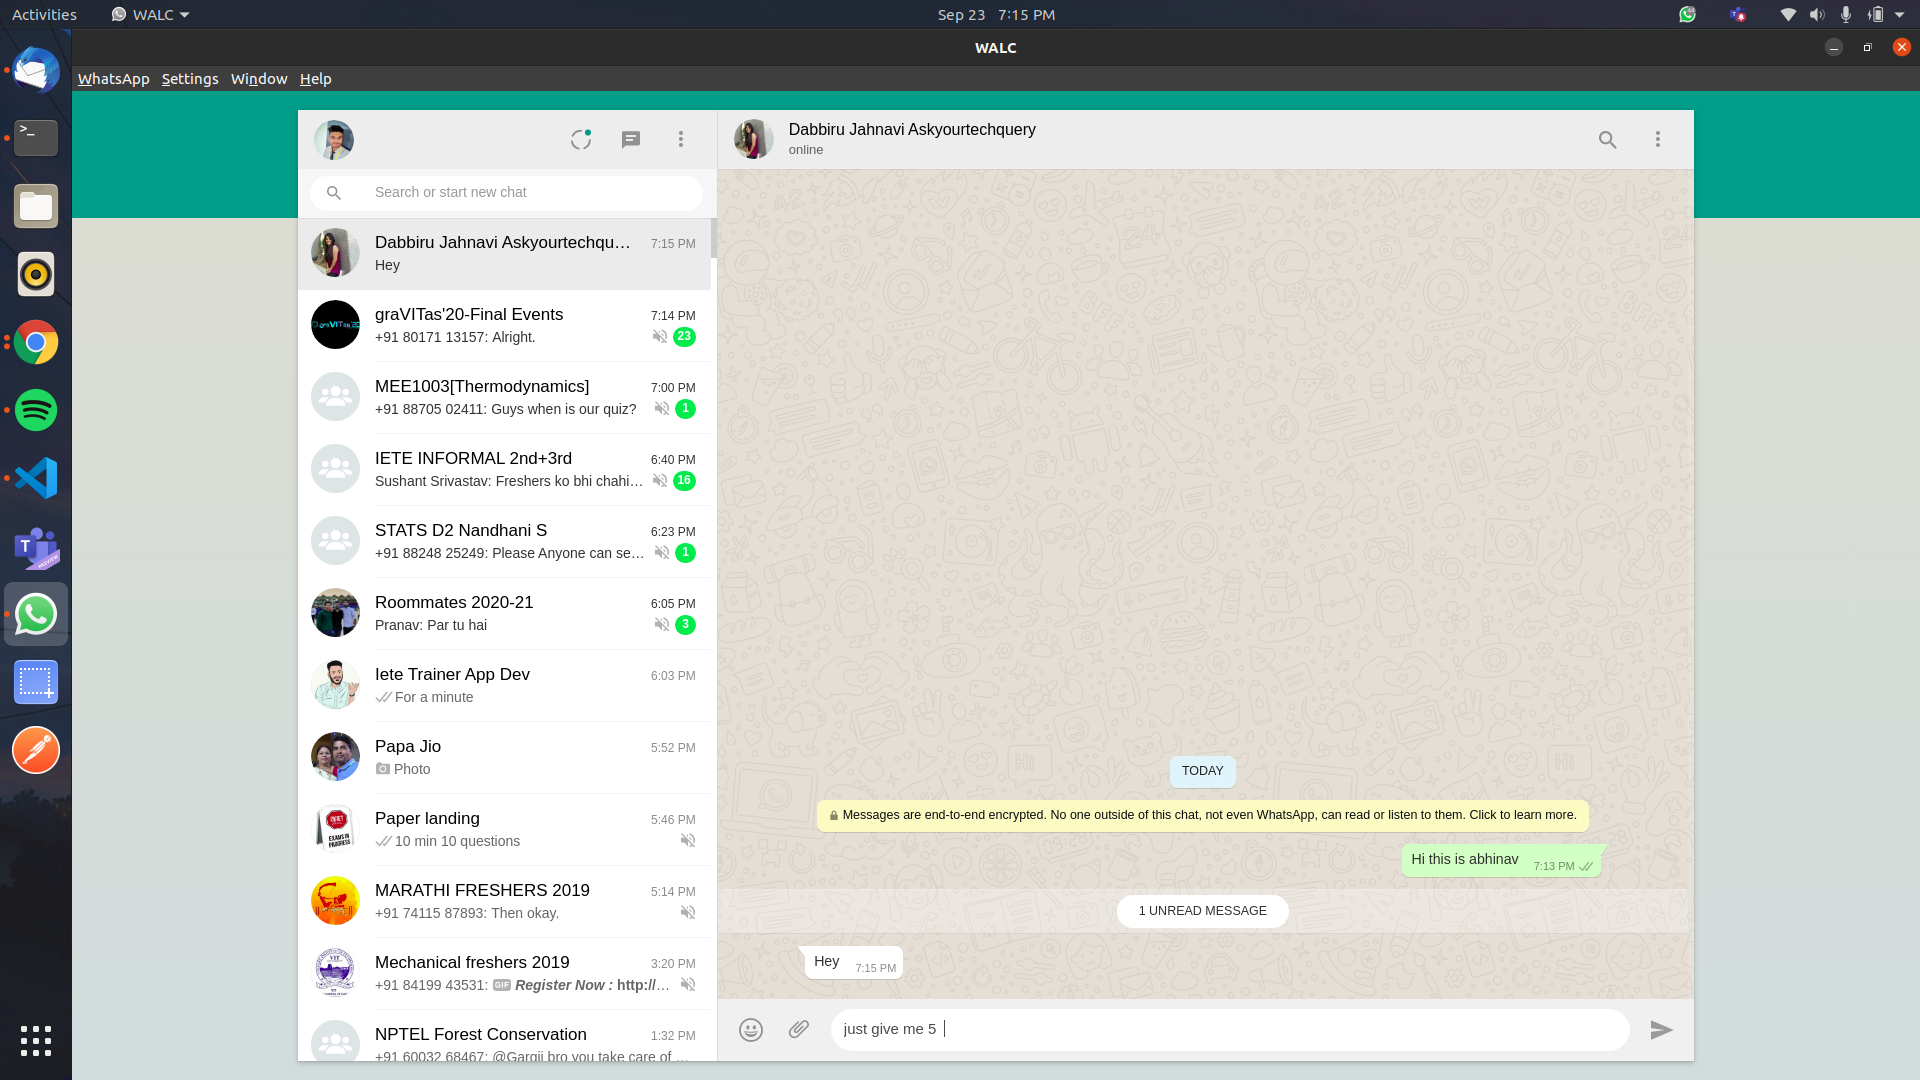 Activities
WALC
Sep 23 7:15 PM
WALC
WhatsApp Settings Window Help
Search or start new chat
Dabbiru Jahnavi Askyourtechqu… 7:15 PM
Hey
graVITas'20-Final Events 7:14 PM
+91 80171 13157: Alright. 23
MEE1003[Thermodynamics] 7:00 PM
+91 88705 02411: Guys when is our quiz? 1
IETE INFORMAL 2nd+3rd 6:40 PM
Sushant Srivastav: Freshers ko bhi chahi… 16
STATS D2 Nandhani S 6:23 PM
+91 88248 25249: Please Anyone can se… 1
Roommates 2020-21 6:05 PM
Pranav: Par tu hai 3
Iete Trainer App Dev 6:03 PM
For a minute
Papa Jio 5:52 PM
Photo
Paper landing 5:46 PM
10 min 10 questions
MARATHI FRESHERS 2019 5:14 PM
+91 74115 87893: Then okay.
Mechanical freshers 2019 3:20 PM
+91 84199 43531: GIF Register Now : http://…
NPTEL Forest Conservation 1:32 PM
+91 60032 68467: @Gargii bro you take care of …
Dabbiru Jahnavi Askyourtechquery
online
TODAY
Messages are end-to-end encrypted. No one outside of this chat, not even WhatsApp, can read or listen to them. Click to learn more.
Hi this is abhinav 7:13 PM
1 UNREAD MESSAGE
Hey 7:15 PM
just give me 5